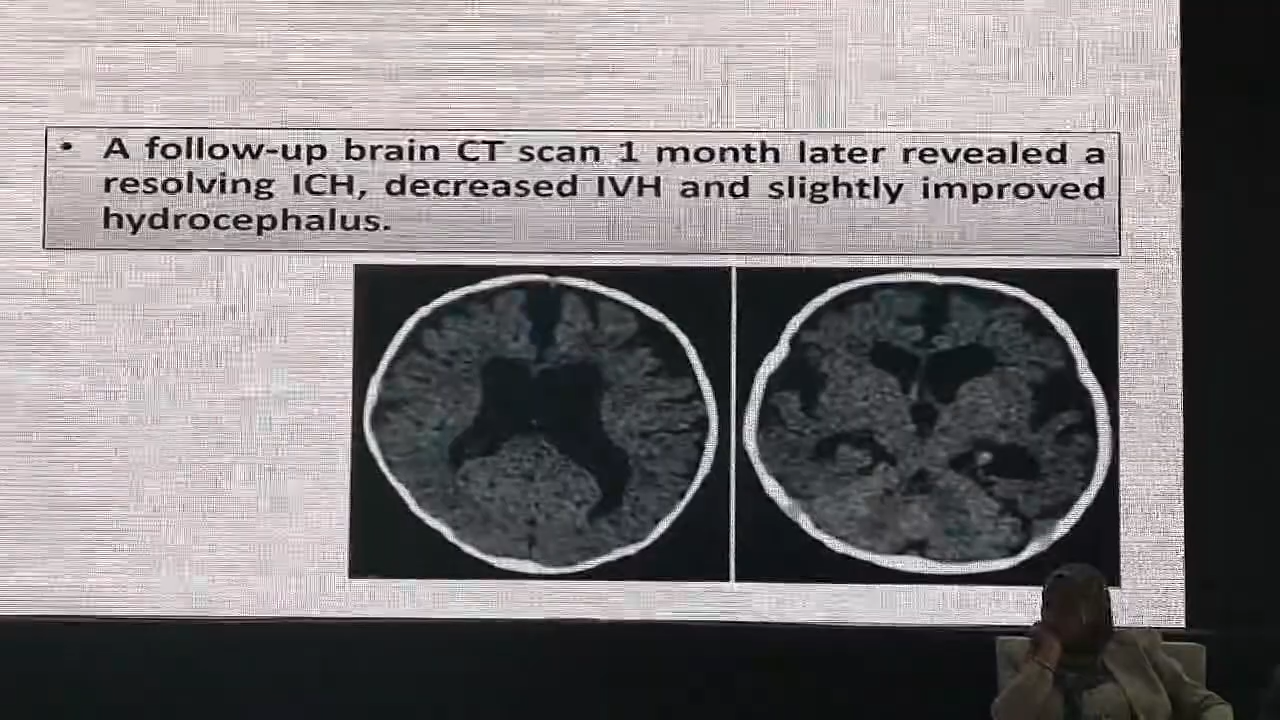 • A follow-up brain CT scan 1 month later revealed a
resolving ICH, decreased IVH and slightly improved
hydrocephalus.